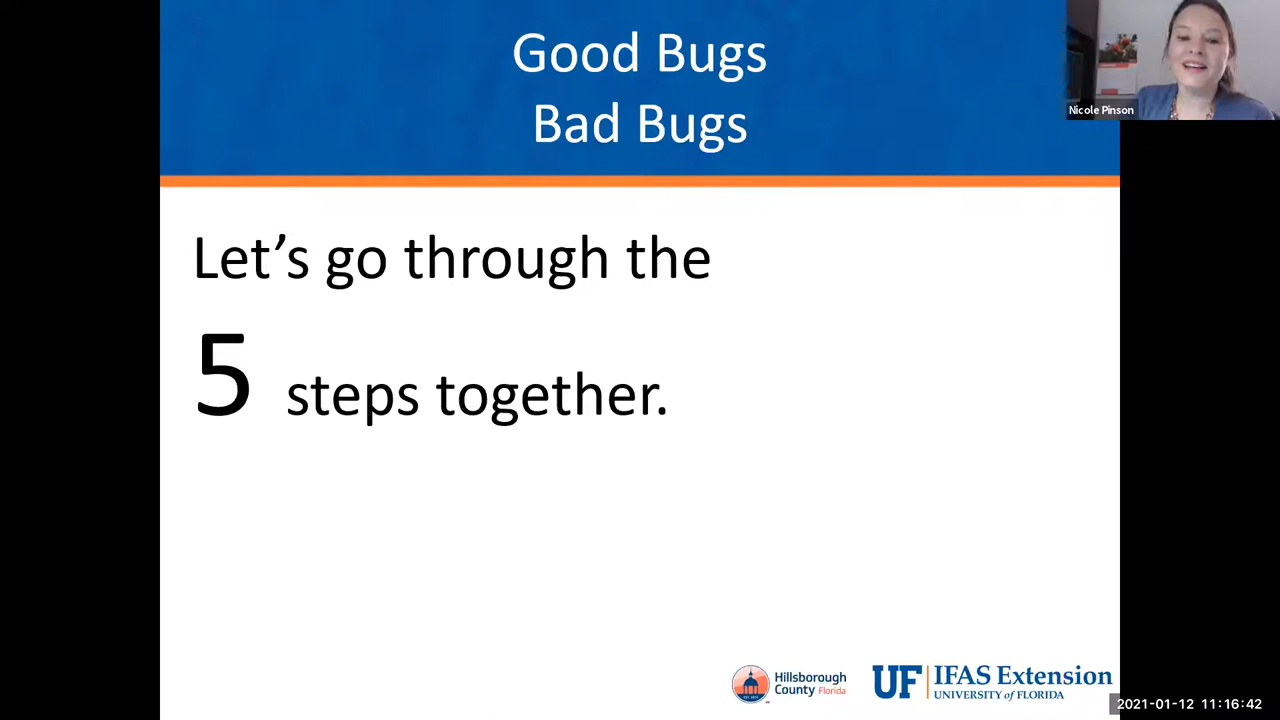 Good Bugs
Bad Bugs
Nicole Pinson
Let’s go through the
5 steps together.
Hillsborough
County Florida
UF IFAS Extension
UNIVERSITY of FLORIDA
2021-01-12 11:16:42